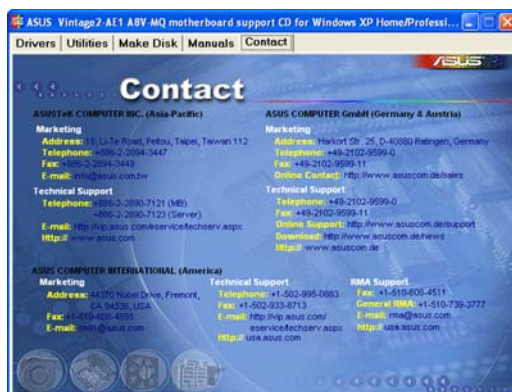 ASUS Vintage2-AE1 A8V-MQ motherboard support CD for Windows XP Home/Professi...
Drivers Utilities Make Disk Manuals Contact
ASUS
Contact
ASUSTeK COMPUTER INC. (Asia-Pacific)
Marketing
Address: 15, Li-Te Road, Peitou, Taipei, Taiwan 112
Telephone: +886-2-2894-3447
Fax: +886-2-2894-3449
E-mail: info@asus.com.tw
Technical Support
Telephone: +886-2-2890-7121 (MB)
+886-2-2890-7123 (Server)
E-mail: http://vip.asus.com/eservice/techserv.aspx
Http:// www.asus.com
ASUS COMPUTER GmbH (Germany & Austria)
Marketing
Address: Harkort Str. 25, D-40880 Ratingen, Germany
Telephone: +49-2102-9599-0
Fax: +49-2102-9599-11
Online Contact: http://www.asuscom.de/sales
Technical Support
Telephone: +49-2102-9599-0
Fax: +49-2102-9599-11
Online Support: http://www.asuscom.de/support
Download: http://www.asuscom.de/news
Http:// www.asuscom.de
ASUS COMPUTER INTERNATIONAL (America)
Marketing
Address: 44370 Nobel Drive, Fremont,
CA 94538, USA
Fax: +1-510-608-4555
E-mail: @asus.com
Technical Support
Telephone: +1-502-995-0883
Fax: +1-502-933-8713
E-mail: http://vip.asus.com/
eservice/techserv.aspx
Http:// usa.asus.com
RMA Support
Fax: +1-510-608-4511
General RMA: +1-510-739-3777
E-mail: rma@asus.com
http:// usa.asus.com